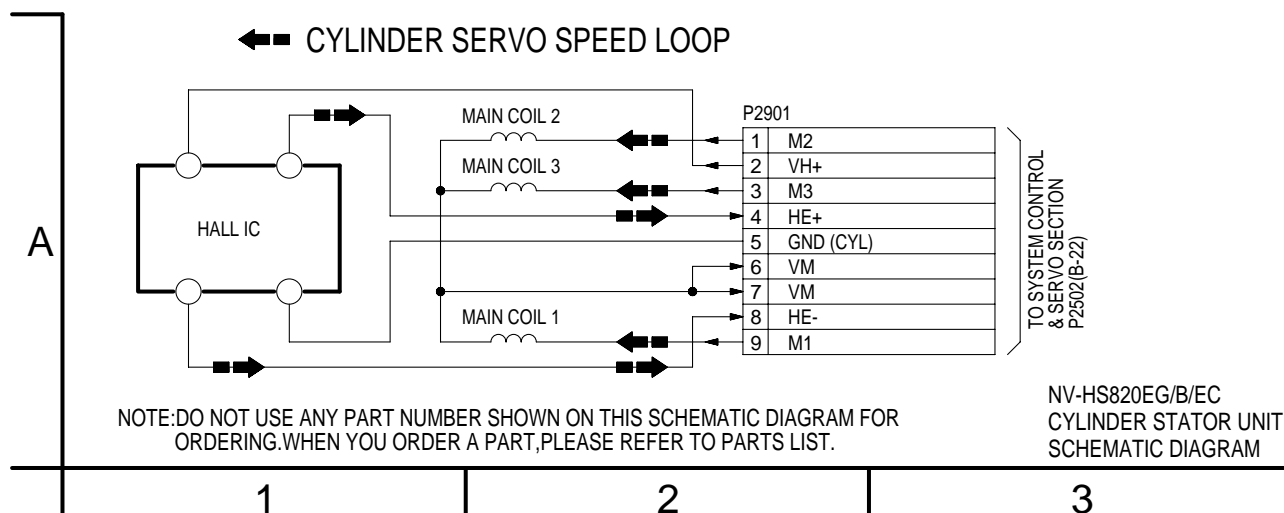 CYLINDER SERVO SPEED LOOP
MAIN COIL 2
P2901
1 M2
2 VH+
MAIN COIL 3
3 M3
4 HE+
HALL IC
5 GND (CYL)
6 VM
7 VM
MAIN COIL 1
8 HE-
9 M1
TO SYSTEM CONTROL
& SERVO SECTION
P2502(B-22)
A
NOTE:DO NOT USE ANY PART NUMBER SHOWN ON THIS SCHEMATIC DIAGRAM FOR
ORDERING.WHEN YOU ORDER A PART,PLEASE REFER TO PARTS LIST.
NV-HS820EG/B/EC
CYLINDER STATOR UNIT
SCHEMATIC DIAGRAM
1 2 3